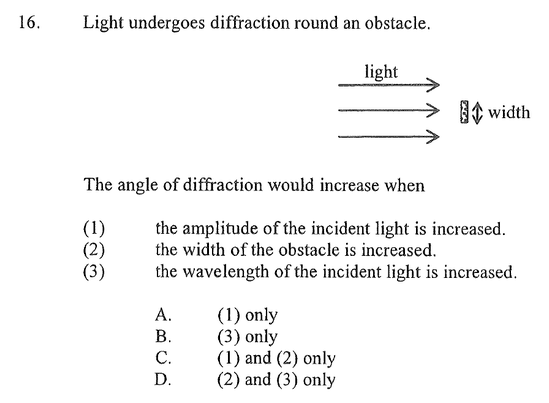 16. Light undergoes diffraction round an obstacle.
light
width
The angle of diffraction would increase when
(1) the amplitude of the incident light is increased.
(2) the width of the obstacle is increased.
(3) the wavelength of the incident light is increased.
A. (1) only
B. (3) only
C. (1) and (2) only
D. (2) and (3) only